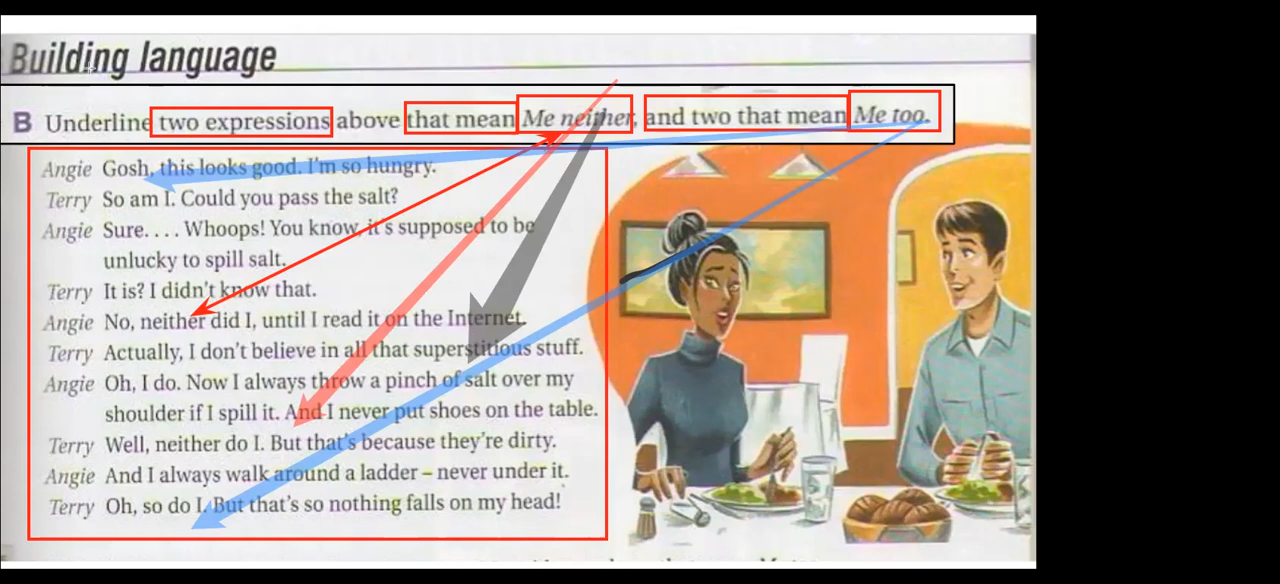 Building language
B Underline two expressions above that mean Me neither, and two that mean Me too.
Angie Gosh, this looks good. I'm so hungry.
Terry So am I. Could you pass the salt?
Angie Sure. . . . Whoops! You know, it's supposed to be
unlucky to spill salt.
Terry It is? I didn't know that.
Angie No, neither did I, until I read it on the Internet.
Terry Actually, I don't believe in all that superstitious stuff.
Angie Oh, I do. Now I always throw a pinch of salt over my
shoulder if I spill it. And I never put shoes on the table.
Terry Well, neither do I. But that's because they're dirty.
Angie And I always walk around a ladder – never under it.
Terry Oh, so do I. But that's so nothing falls on my head!